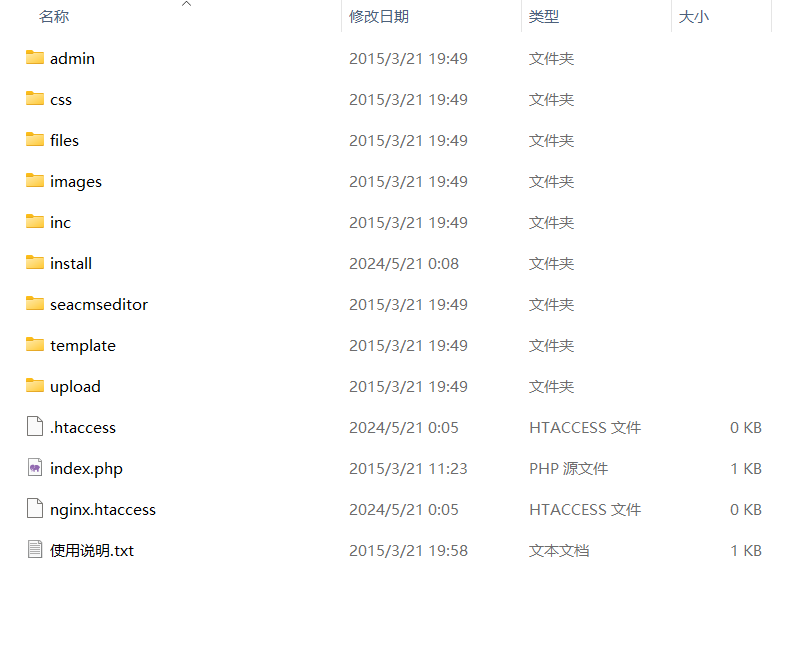 名称 修改日期 类型 大小
admin 2015/3/21 19:49 文件夹
css 2015/3/21 19:49 文件夹
files 2015/3/21 19:49 文件夹
images 2015/3/21 19:49 文件夹
inc 2015/3/21 19:49 文件夹
install 2024/5/21 0:08 文件夹
seacmseditor 2015/3/21 19:49 文件夹
template 2015/3/21 19:49 文件夹
upload 2015/3/21 19:49 文件夹
.htaccess 2024/5/21 0:05 HTACCESS 文件 0 KB
index.php 2015/3/21 11:23 PHP 源文件 1 KB
nginx.htaccess 2024/5/21 0:05 HTACCESS 文件 0 KB
使用说明.txt 2015/3/21 19:58 文本文档 1 KB